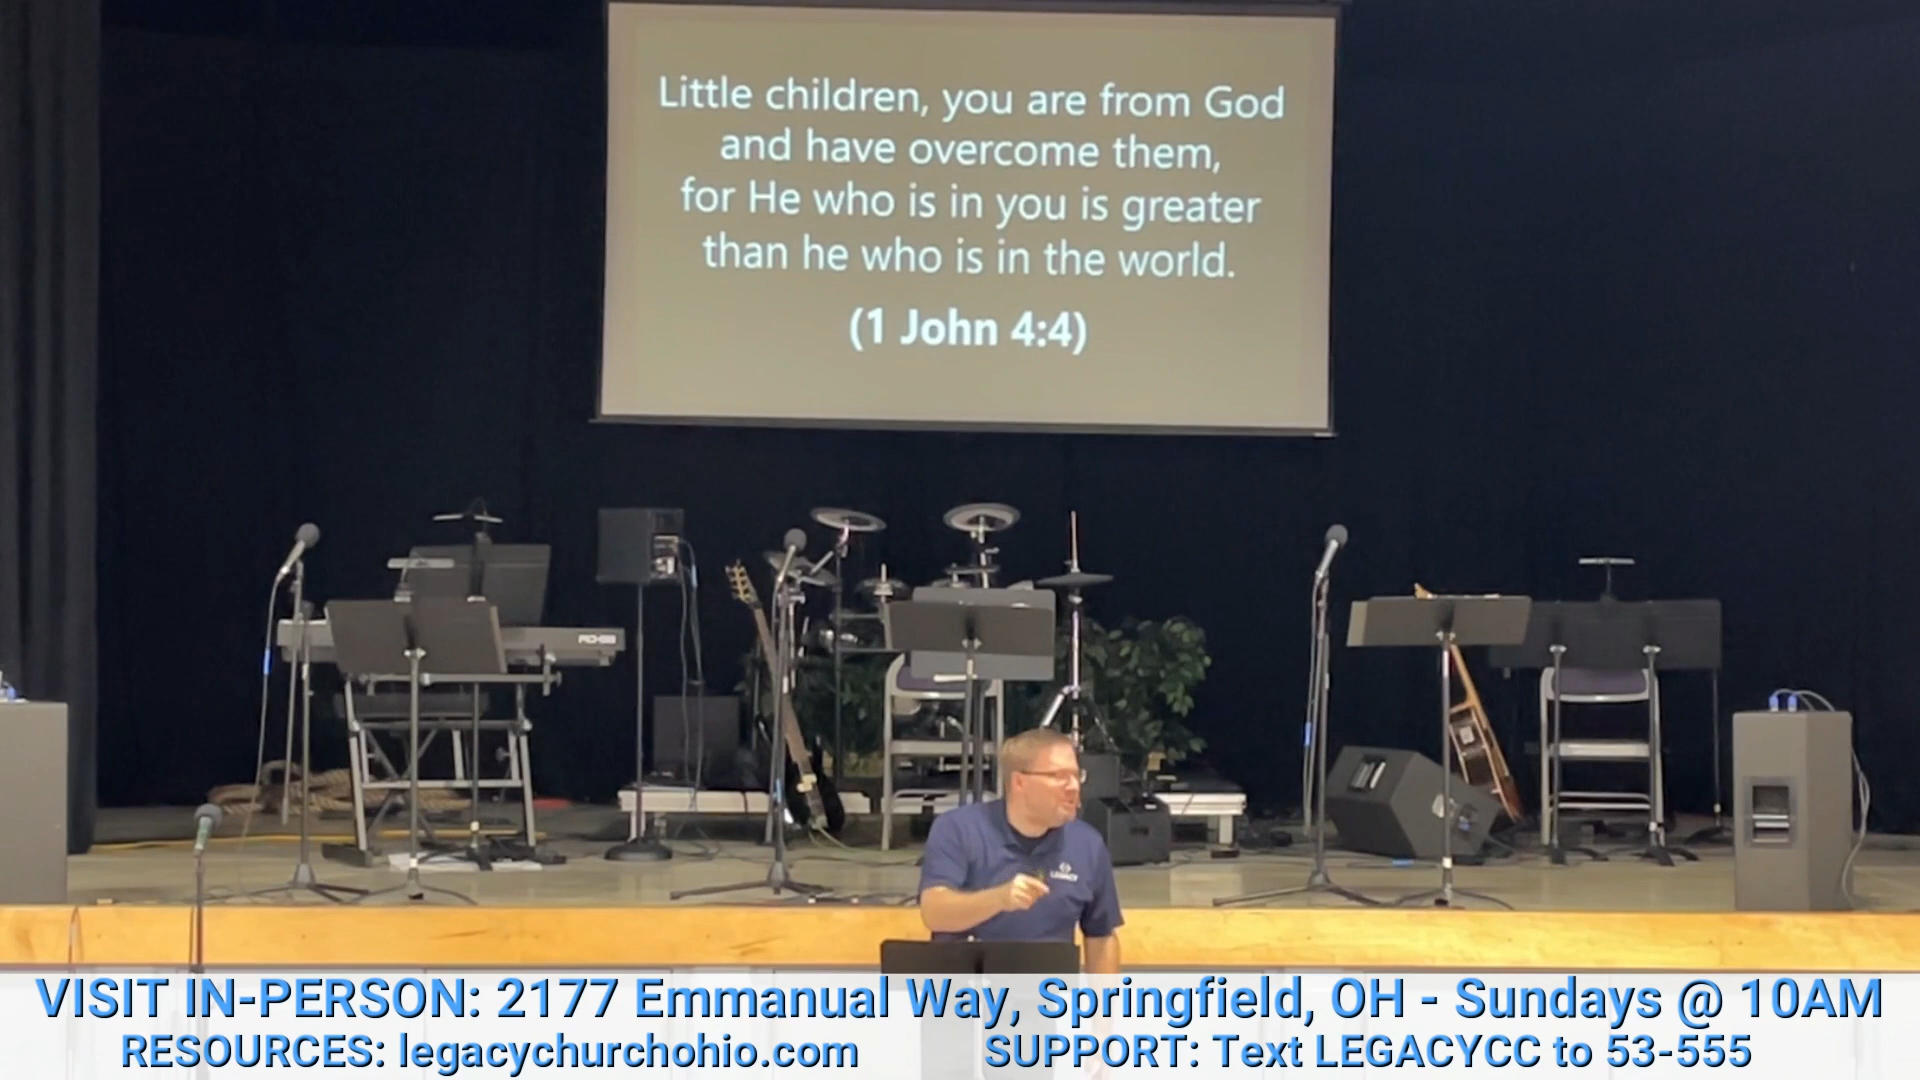 Little children, you are from God
and have overcome them,
for He who is in you is greater
than he who is in the world.
(1 John 4:4)
LEGACY
VISIT IN-PERSON: 2177 Emmanual Way, Springfield, OH - Sundays @ 10AM
RESOURCES: legacychurchohio.com
SUPPORT: Text LEGACYCC to 53-555